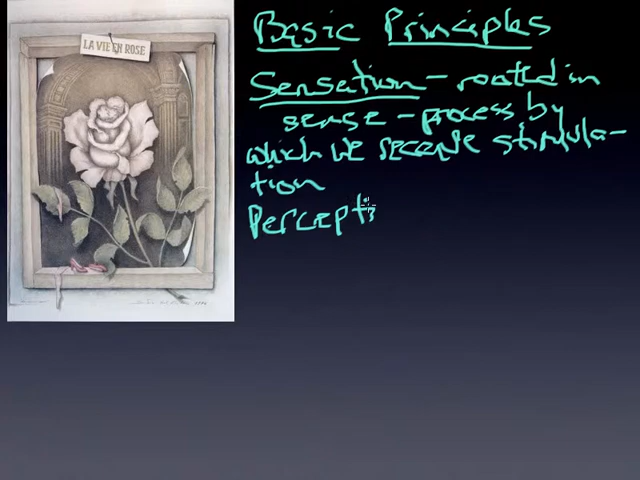 LA VIE EN ROSE
Basic Principles
Sensation - rooted in
sense - process by
which we receive stimula-
tion
Percepti